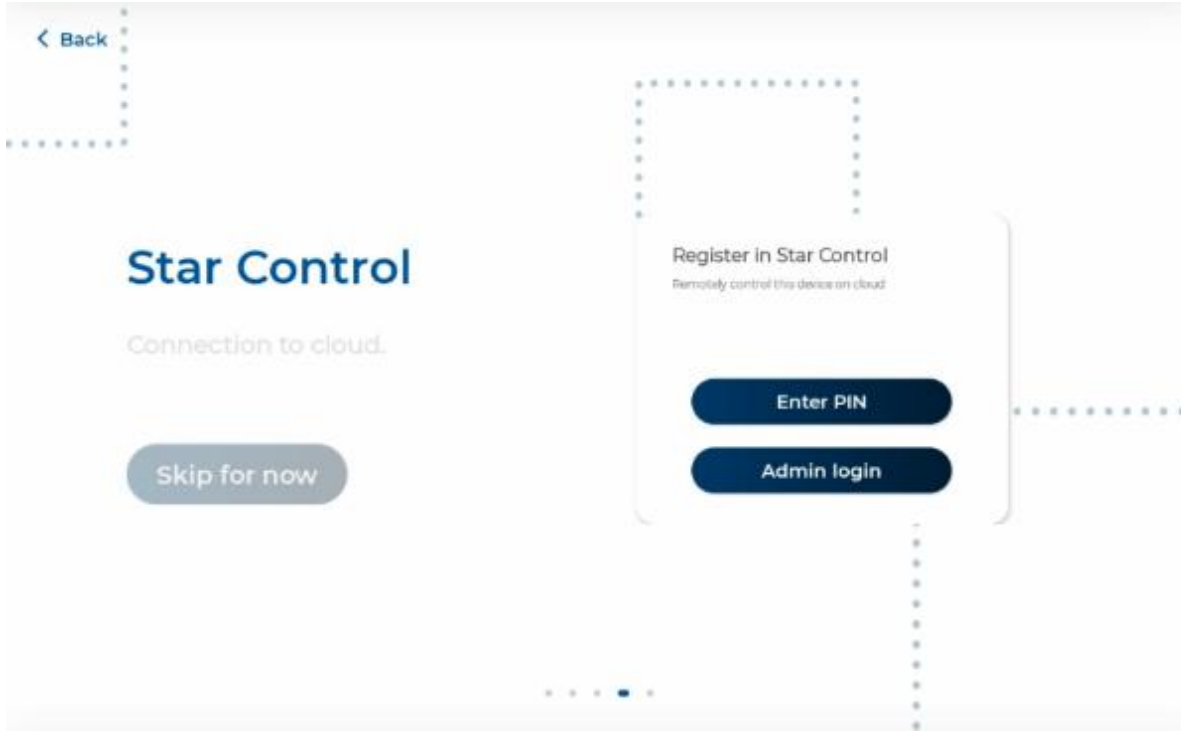 Back
Star Control
Connection to cloud.
Skip for now
Register in Star Control
Remotely control this device on cloud
Enter PIN
Admin login